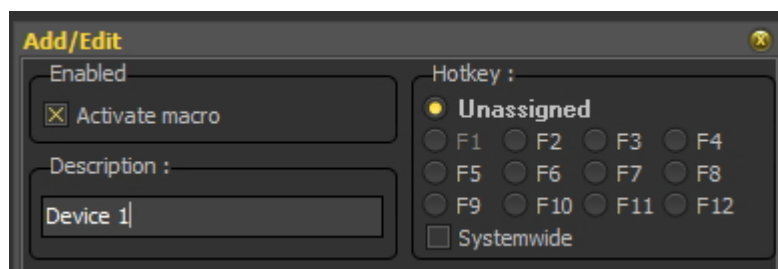 Add/Edit
Enabled
Activate macro
Description :
Device 1
Hotkey :
Unassigned
F1 F2 F3 F4
F5 F6 F7 F8
F9 F10 F11 F12
Systemwide